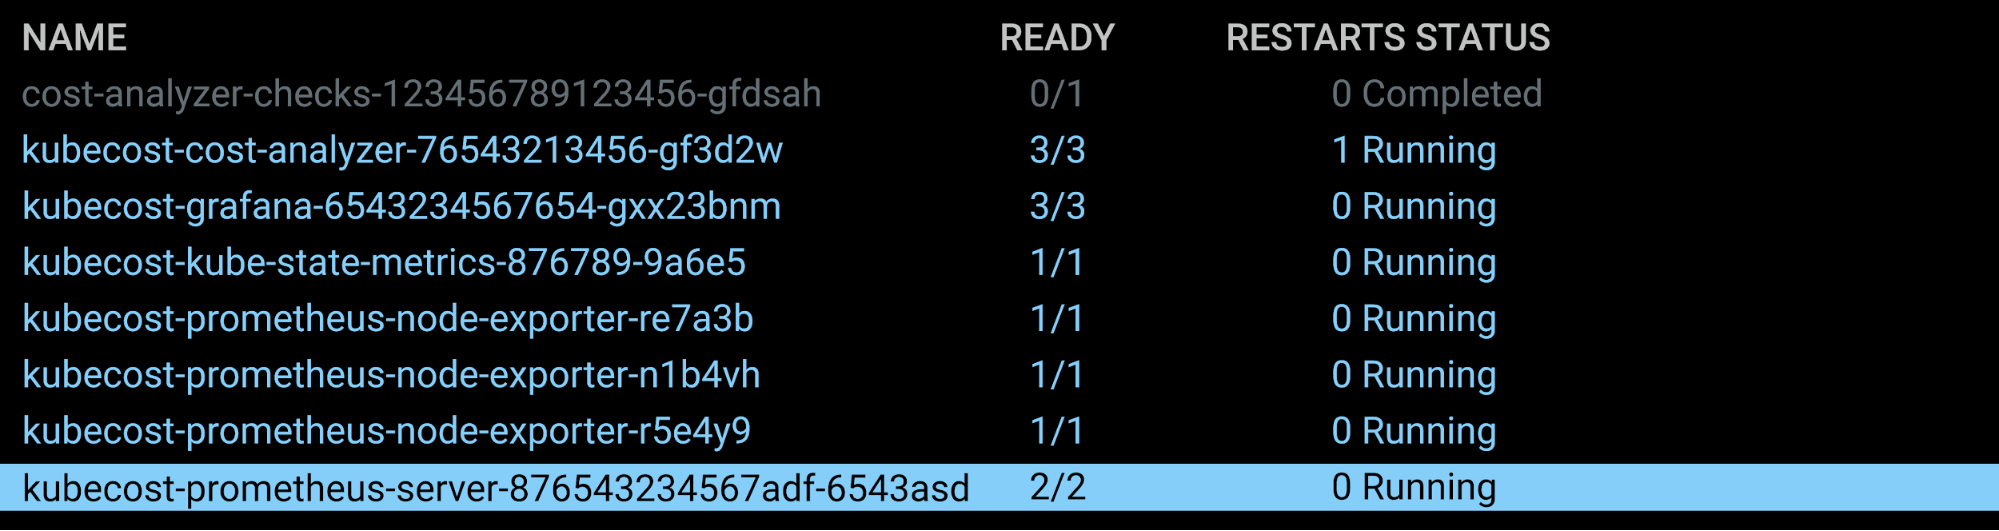 NAME READY RESTARTS STATUS
cost-analyzer-checks-123456789123456-gfdsah 0/1 0 Completed
kubecost-cost-analyzer-76543213456-gf3d2w 3/3 1 Running
kubecost-grafana-6543234567654-gxx23bnm 3/3 0 Running
kubecost-kube-state-metrics-876789-9a6e5 1/1 0 Running
kubecost-prometheus-node-exporter-re7a3b 1/1 0 Running
kubecost-prometheus-node-exporter-n1b4vh 1/1 0 Running
kubecost-prometheus-node-exporter-r5e4y9 1/1 0 Running
kubecost-prometheus-server-876543234567adf-6543asd 2/2 0 Running